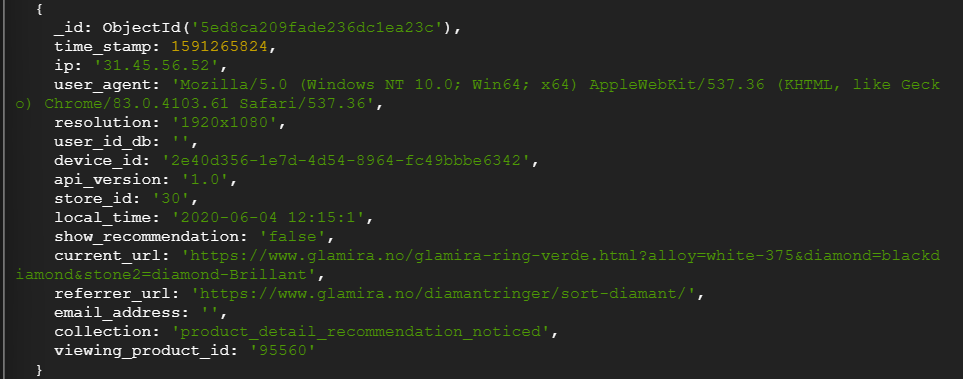 {
_id: ObjectId('5ed8ca209fade236dc1ea23c'),
time_stamp: 1591265824,
ip: '31.45.56.52',
user_agent: 'Mozilla/5.0 (Windows NT 10.0; Win64; x64) AppleWebKit/537.36 (KHTML, like Geck
o) Chrome/83.0.4103.61 Safari/537.36',
resolution: '1920x1080',
user_id_db: '',
device_id: '2e40d356-1e7d-4d54-8964-fc49bbbe6342',
api_version: '1.0',
store_id: '30',
local_time: '2020-06-04 12:15:1',
show_recommendation: 'false',
current_url: 'https://www.glamira.no/glamira-ring-verde.html?alloy=white-375&diamond=blackd
iamond&stone2=diamond-Brillant',
referrer_url: 'https://www.glamira.no/diamantringer/sort-diamant/',
email_address: '',
collection: 'product_detail_recommendation_noticed',
viewing_product_id: '95560'
}